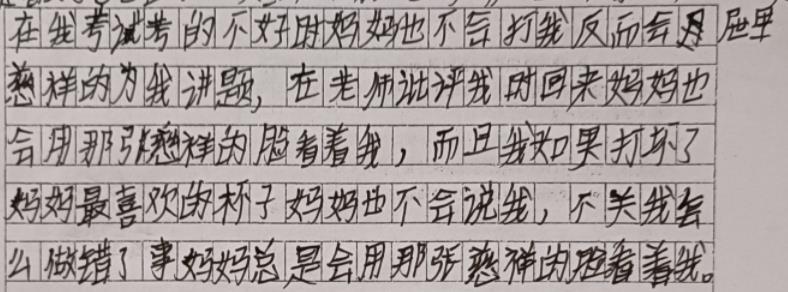 在我考试考的不好时妈妈也不会打我反而会
慈祥的为我讲题，在老师批评我时回来妈妈也
会用那张慈祥的脸看着我，而且我如果打坏了
妈妈最喜欢的杯子妈妈也不会说我，不关我怎
么做错了事妈妈总是会用那张慈祥的脸看着我。